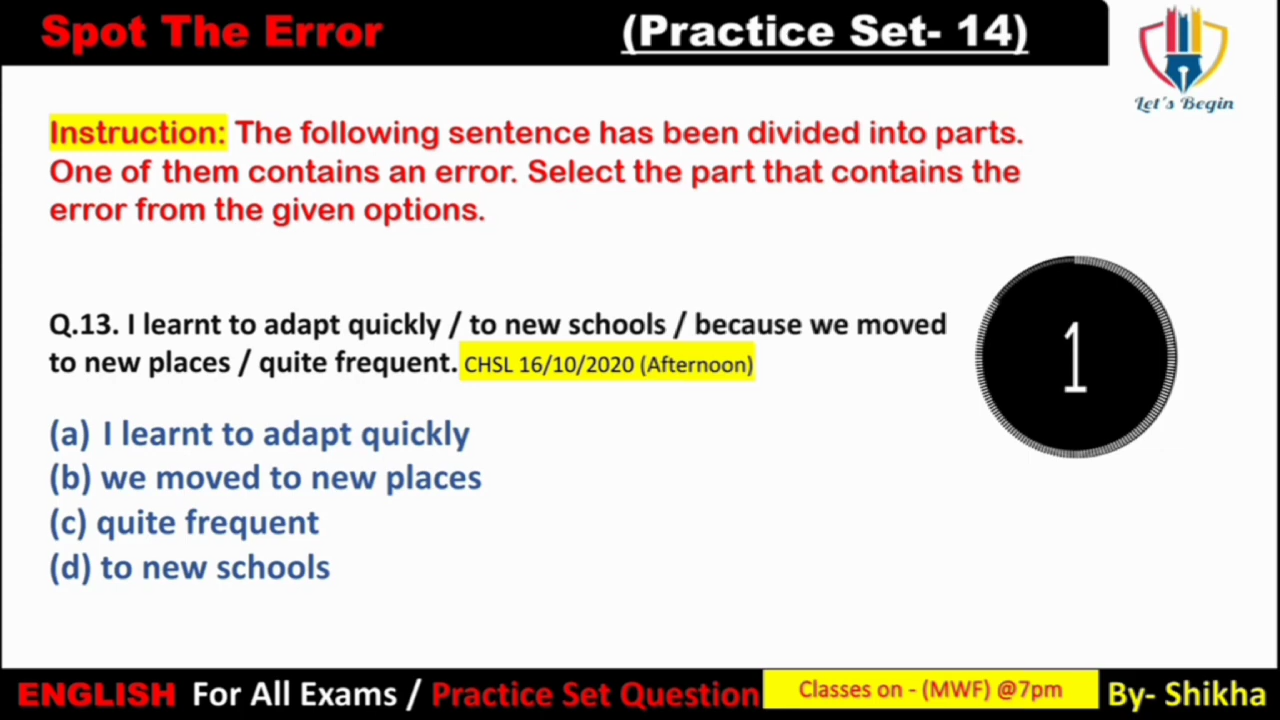 Spot The Error
(Practice Set- 14)
Let's Begin
Instruction: The following sentence has been divided into parts.
One of them contains an error. Select the part that contains the
error from the given options.
Q.13. I learnt to adapt quickly / to new schools / because we moved
to new places / quite frequent. CHSL 16/10/2020 (Afternoon)
1
(a) I learnt to adapt quickly
(b) we moved to new places
(c) quite frequent
(d) to new schools
ENGLISH For All Exams / Practice Set Question
Classes on - (MWF) @7pm
By- Shikha